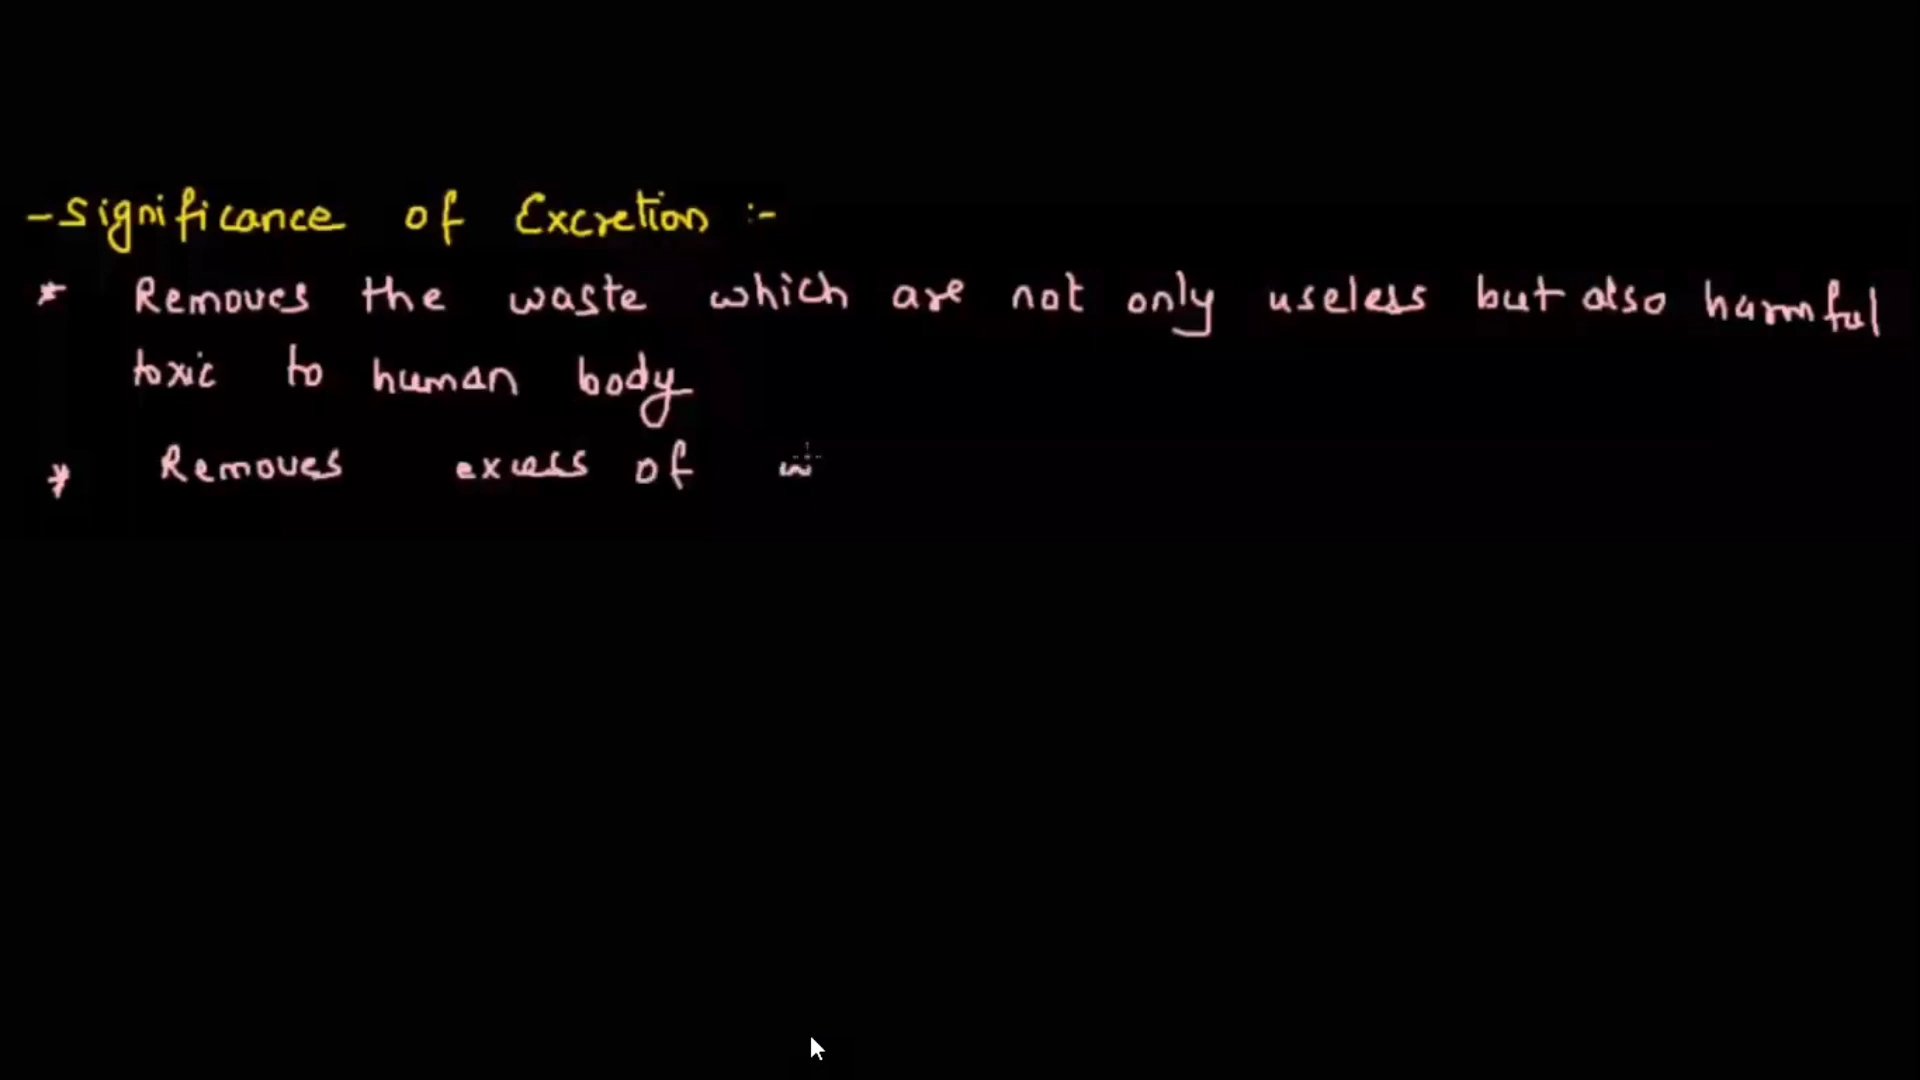 -Significance of Excretion :-
* Removes the waste which are not only useless but also harmful
toxic to human body
* Removes excess of